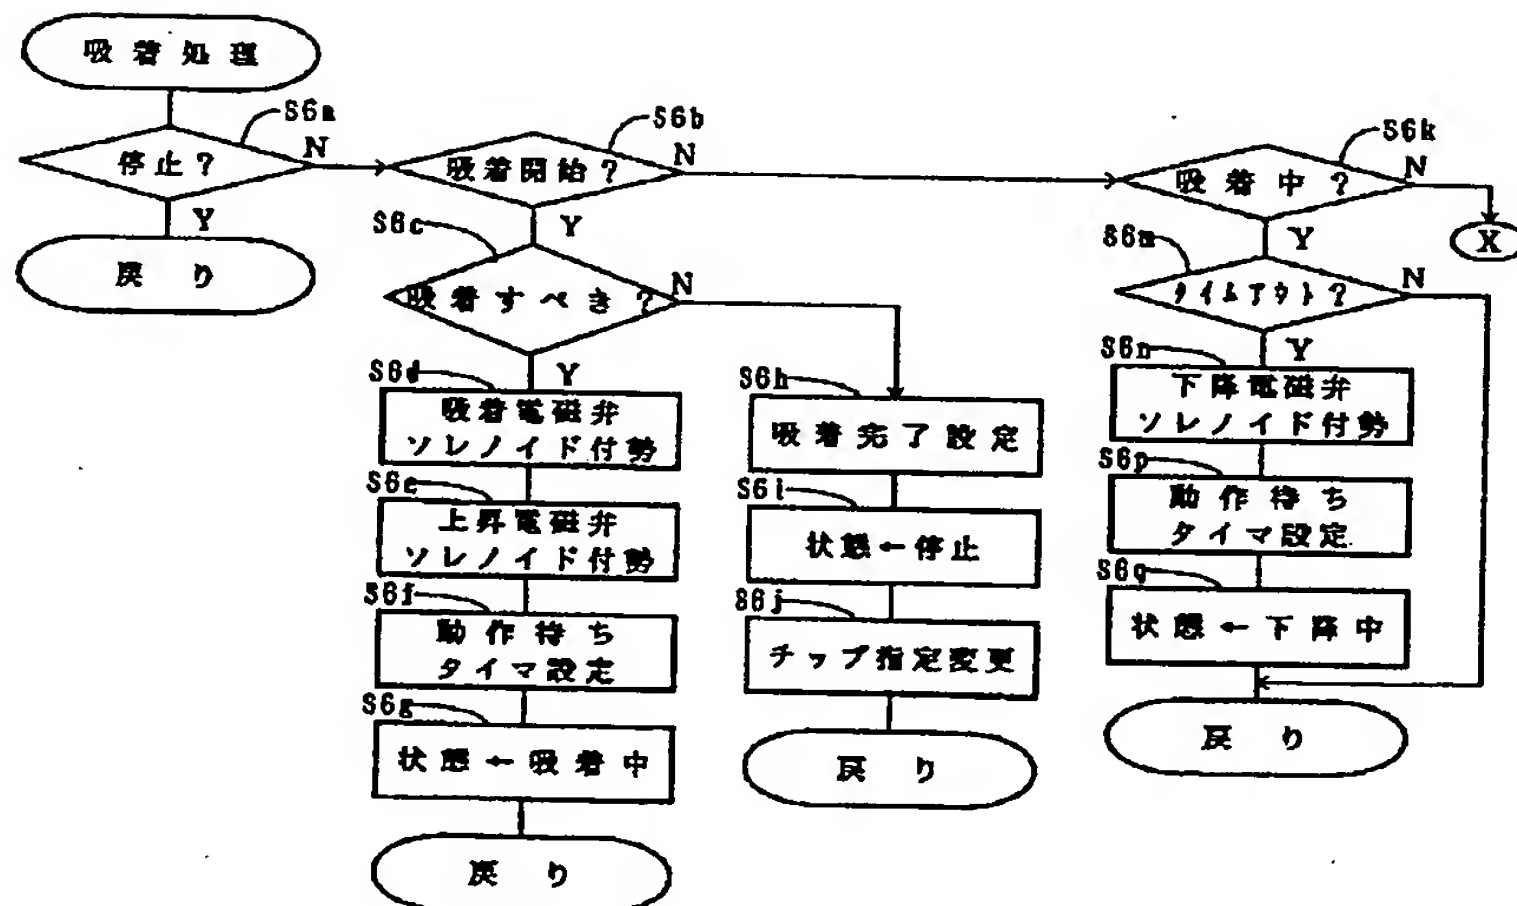 吸着処理
S6a
停止?
N
Y
戻り
S6b
吸着開始?
N
Y
S6c
吸着すべき?
N
Y
S6d
吸着電磁弁
ソレノイド付勢
S6e
上昇電磁弁
ソレノイド付勢
S6f
動作待ち
タイマ設定
S6g
状態←吸着中
戻り
S6h
吸着完了設定
S6i
状態←停止
S6j
チップ指定変更
戻り
S6k
吸着中?
N
X
Y
S6m
タイムアウト?
N
Y
S6n
下降電磁弁
ソレノイド付勢
S6p
動作待ち
タイマ設定
S6q
状態←下降中
戻り